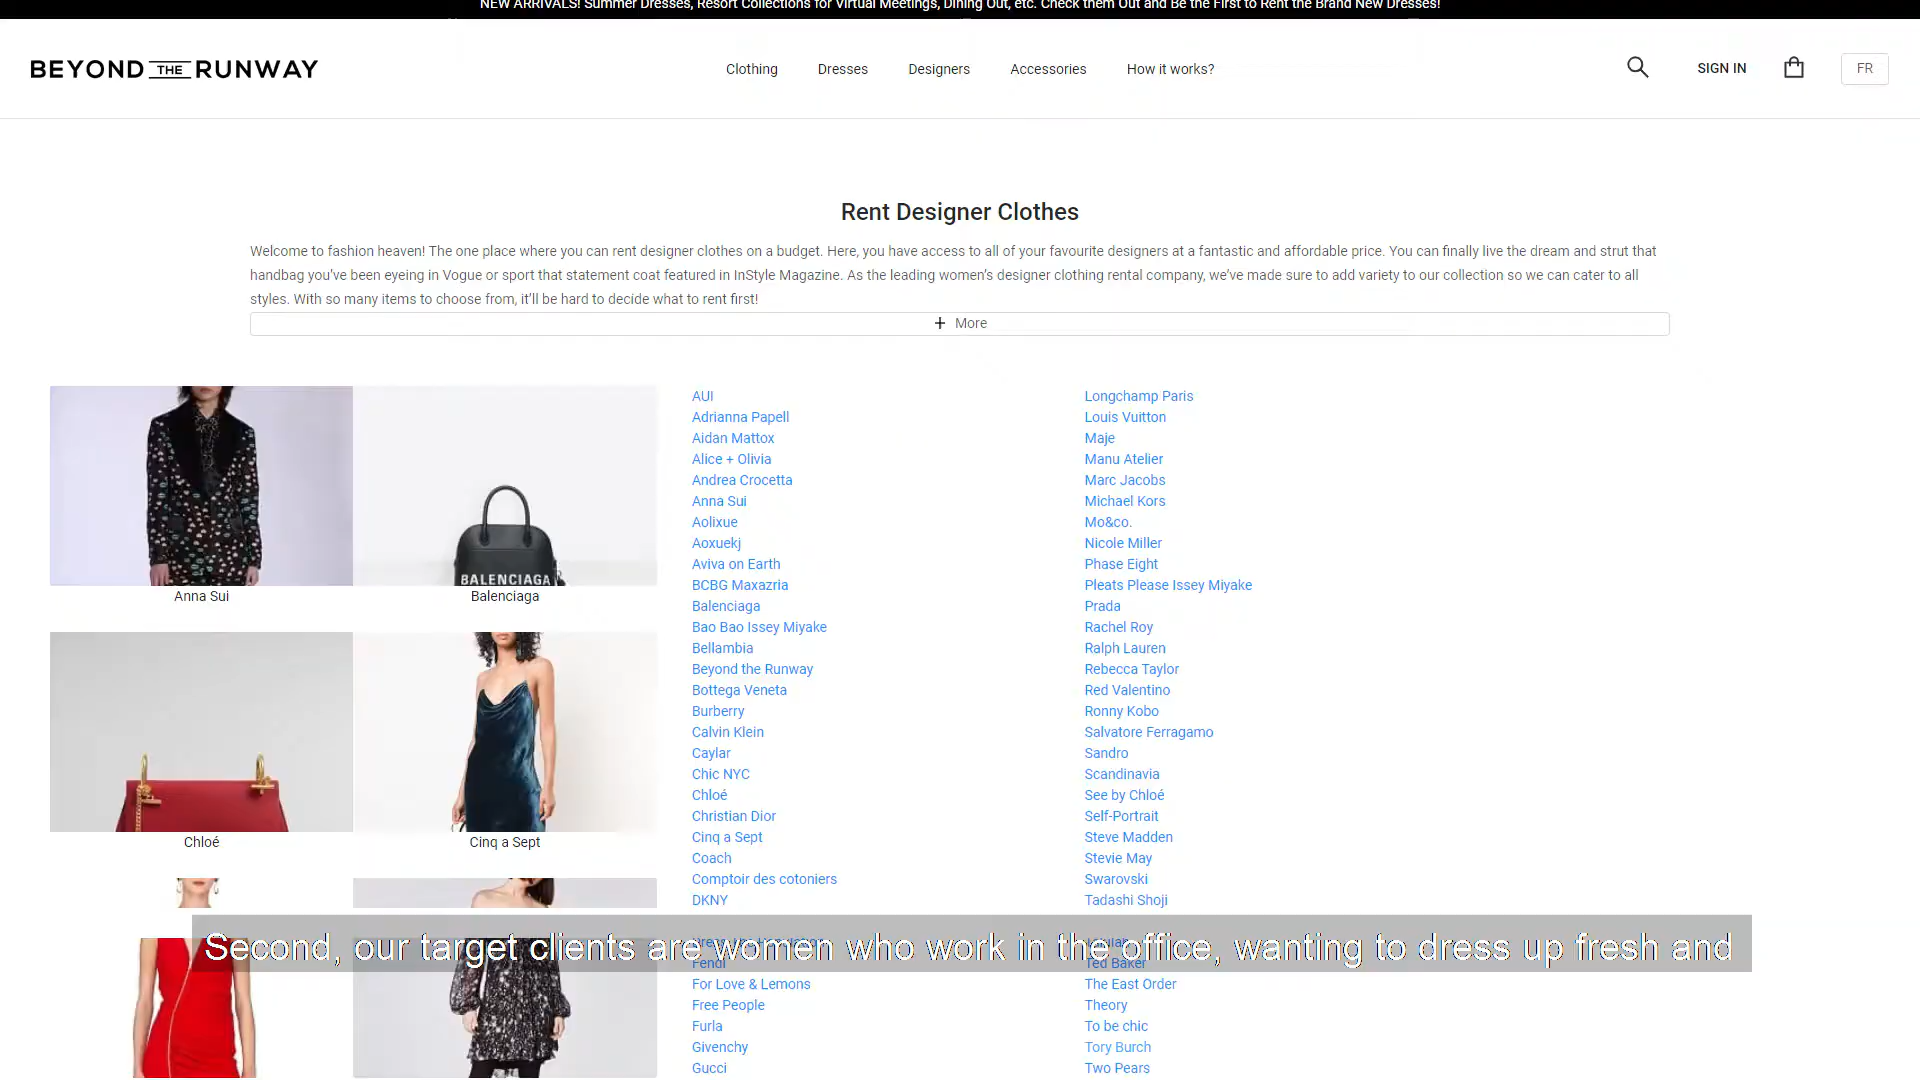 NEW ARRIVALS! Summer Dresses, Resort Collections for Virtual Meetings, Dining Out, etc. Check them Out and Be the First to Rent the Brand New Dresses!
BEYOND THE RUNWAY
Clothing
Dresses
Designers
Accessories
How it works?
SIGN IN
FR
Rent Designer Clothes
Welcome to fashion heaven! The one place where you can rent designer clothes on a budget. Here, you have access to all of your favourite designers at a fantastic and affordable price. You can finally live the dream and strut that
handbag you've been eyeing in Vogue or sport that statement coat featured in InStyle Magazine. As the leading women's designer clothing rental company, we've made sure to add variety to our collection so we can cater to all
styles. With so many items to choose from, it'll be hard to decide what to rent first!
+ More
BALENCIAGA
Anna Sui
Balenciaga
Chloé
Cinq a Sept
AUI
Adrianna Papell
Aidan Mattox
Alice + Olivia
Andrea Crocetta
Anna Sui
Aolixue
Aoxuekj
Aviva on Earth
BCBG Maxazria
Balenciaga
Bao Bao Issey Miyake
Bellambia
Beyond the Runway
Bottega Veneta
Burberry
Calvin Klein
Caylar
Chic NYC
Chloé
Christian Dior
Cinq a Sept
Coach
Comptoir des cotoniers
DKNY
Fendi
For Love & Lemons
Free People
Furla
Givenchy
Gucci
Longchamp Paris
Louis Vuitton
Maje
Manu Atelier
Marc Jacobs
Michael Kors
Mo&co.
Nicole Miller
Phase Eight
Pleats Please Issey Miyake
Prada
Rachel Roy
Ralph Lauren
Rebecca Taylor
Red Valentino
Ronny Kobo
Salvatore Ferragamo
Sandro
Scandinavia
See by Chloé
Self-Portrait
Steve Madden
Stevie May
Swarovski
Tadashi Shoji
Ted Baker
The East Order
Theory
To be chic
Tory Burch
Two Pears
Second, our target clients are women who work in the office, wanting to dress up fresh and